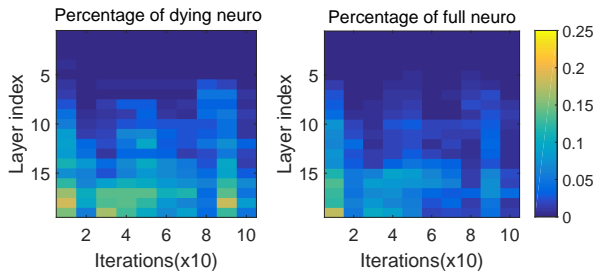 Percentage of dying neuro
Percentage of full neuro
5
10
15
Layer index
2 4 6 8 10
Iterations(x10)
5
10
15
Layer index
2 4 6 8 10
Iterations(x10)
0.25
0.2
0.15
0.1
0.05
0